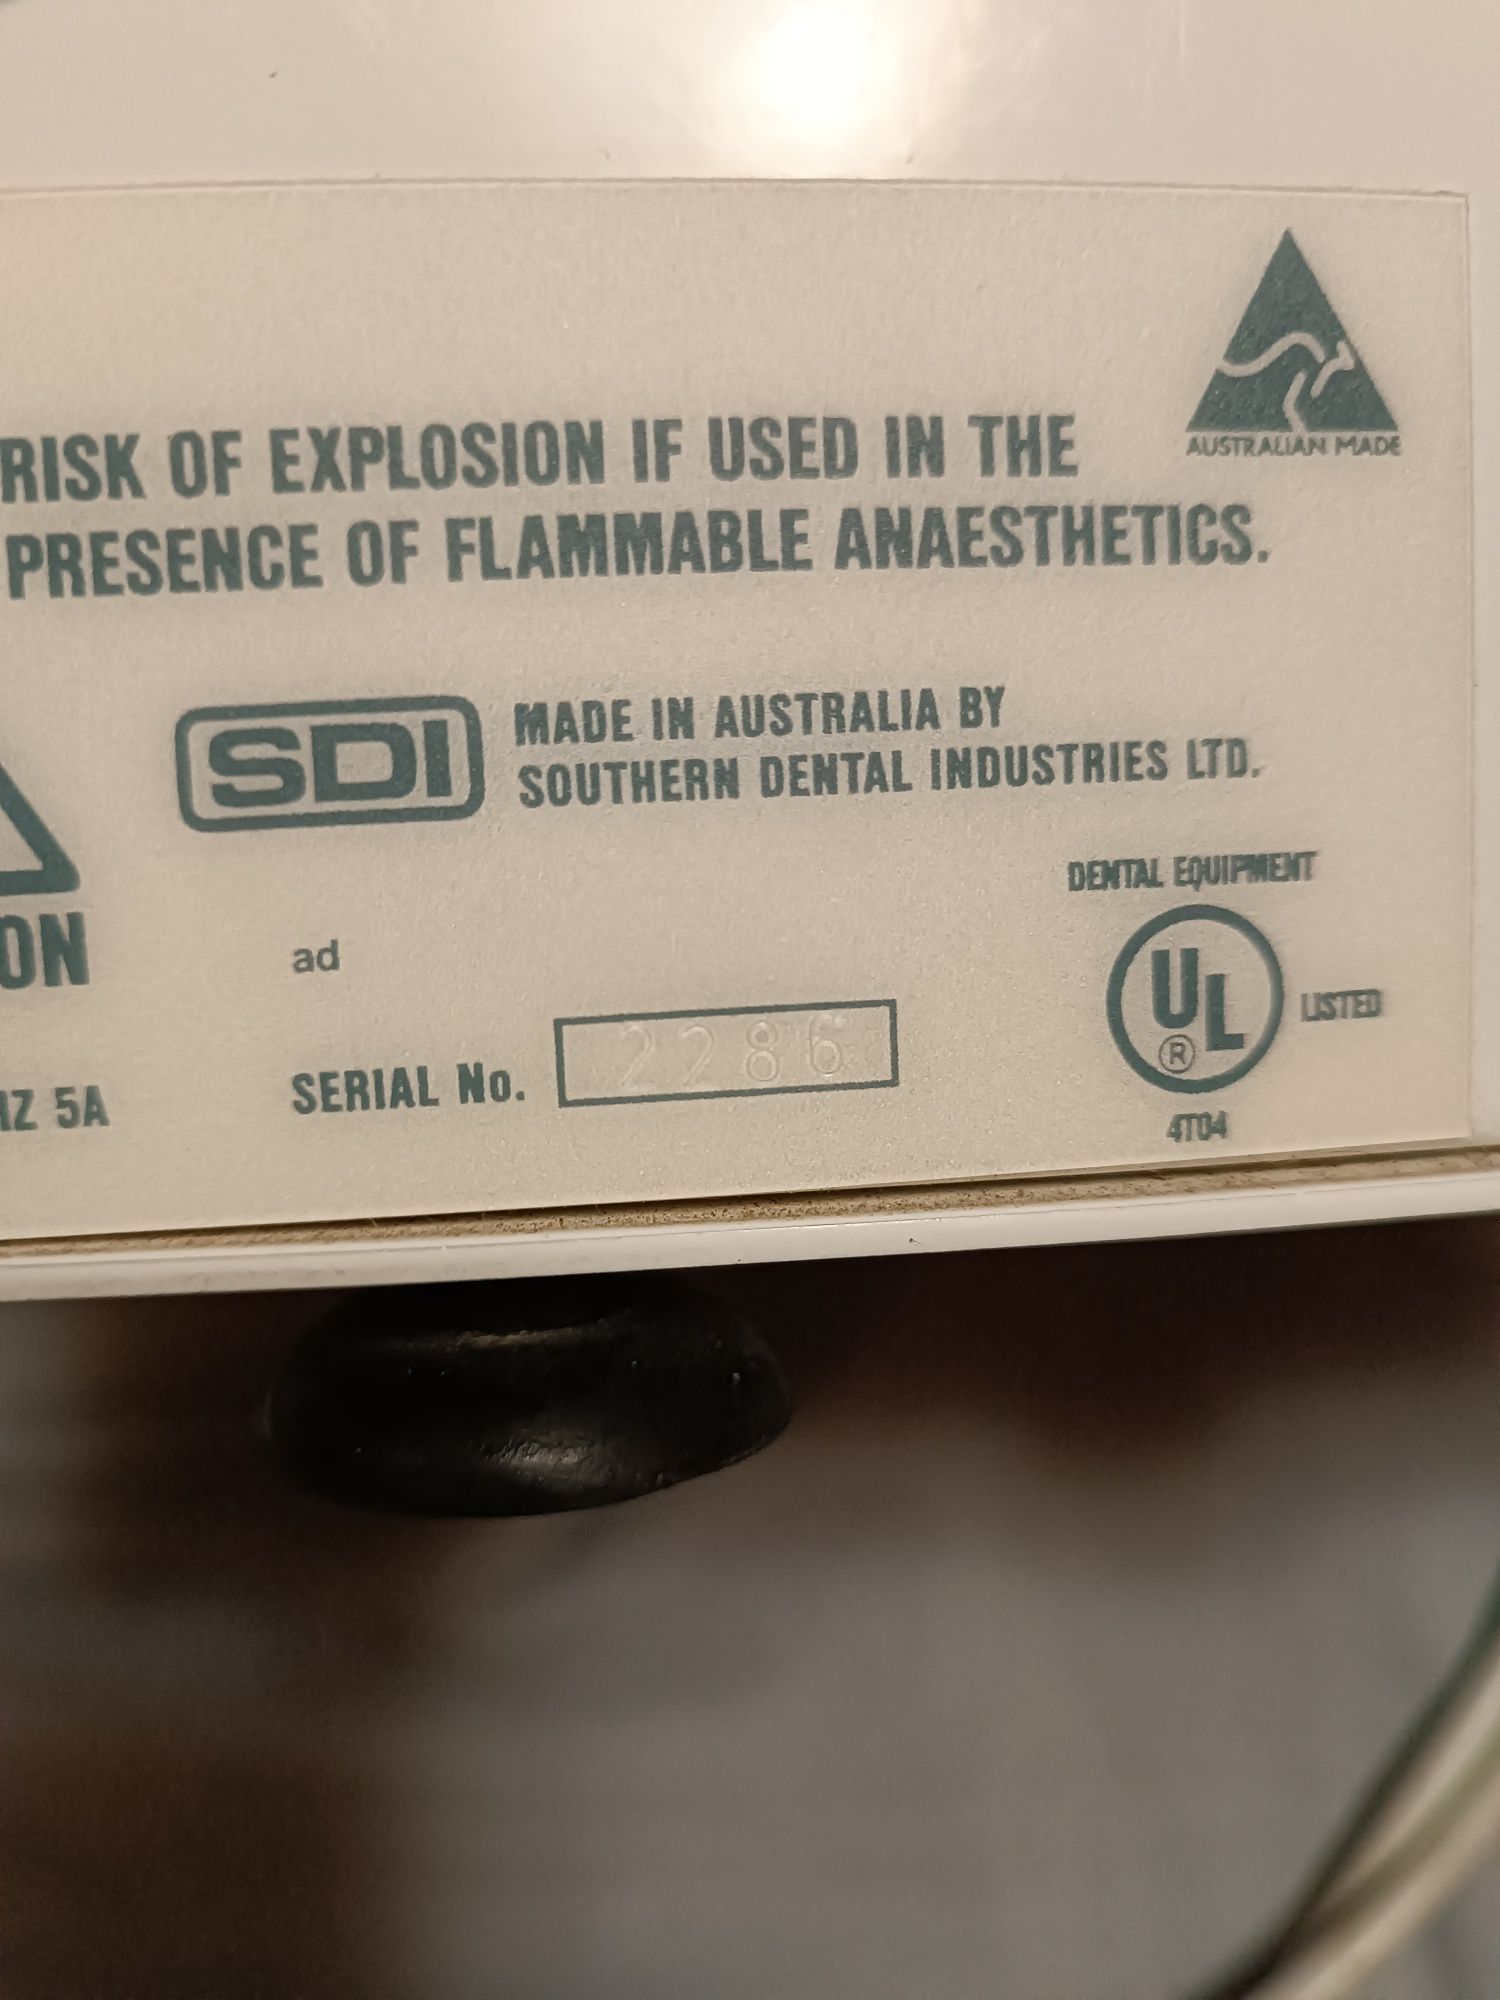 AUSTRALIAN MADE
RISK OF EXPLOSION IF USED IN THE
PRESENCE OF FLAMMABLE ANAESTHETICS.
SDI
MADE IN AUSTRALIA BY
SOUTHERN DENTAL INDUSTRIES LTD.
DENTAL EQUIPMENT
ON
ad
UL
®
LISTED
HZ 5A
SERIAL No. 2286
4T04